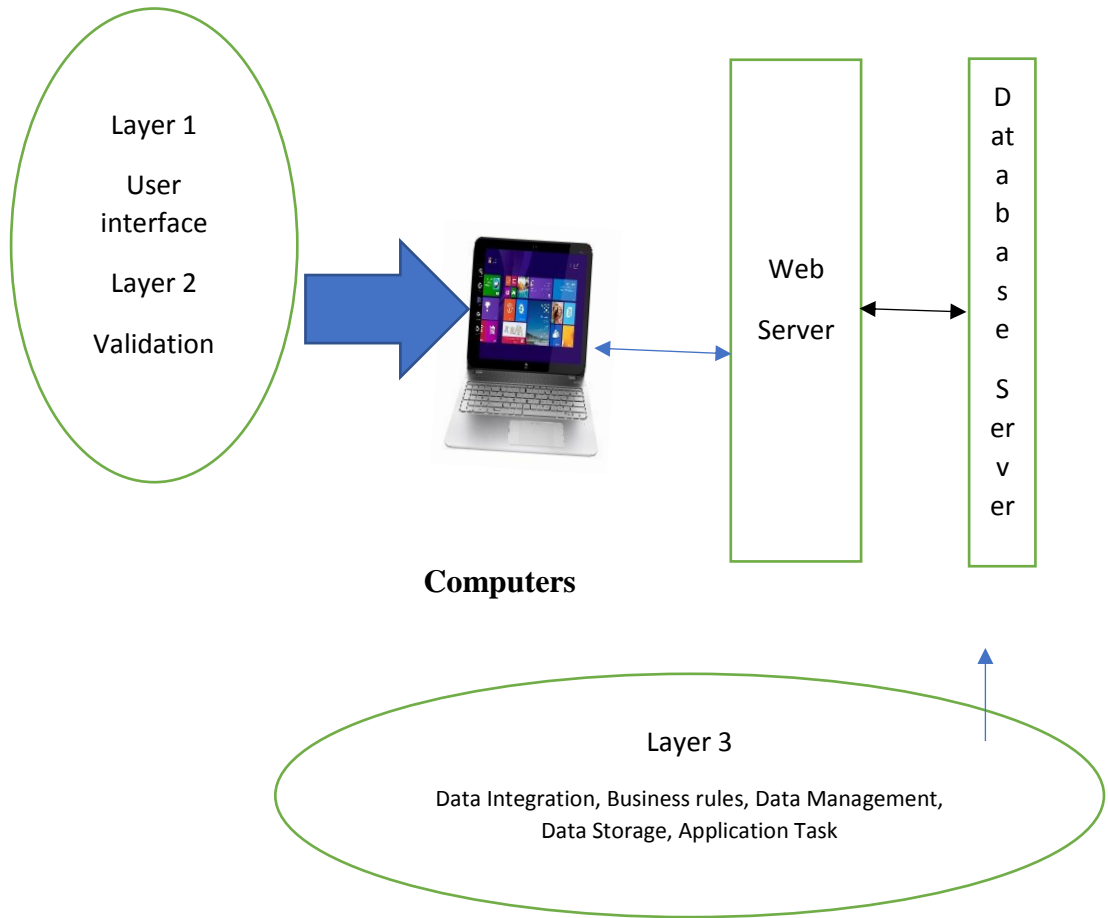 Layer 1
User
interface
Layer 2
Validation
Web
Server
D
at
a
b
a
s
e
S
er
v
er
Computers
Layer 3
Data Integration, Business rules, Data Management,
Data Storage, Application Task